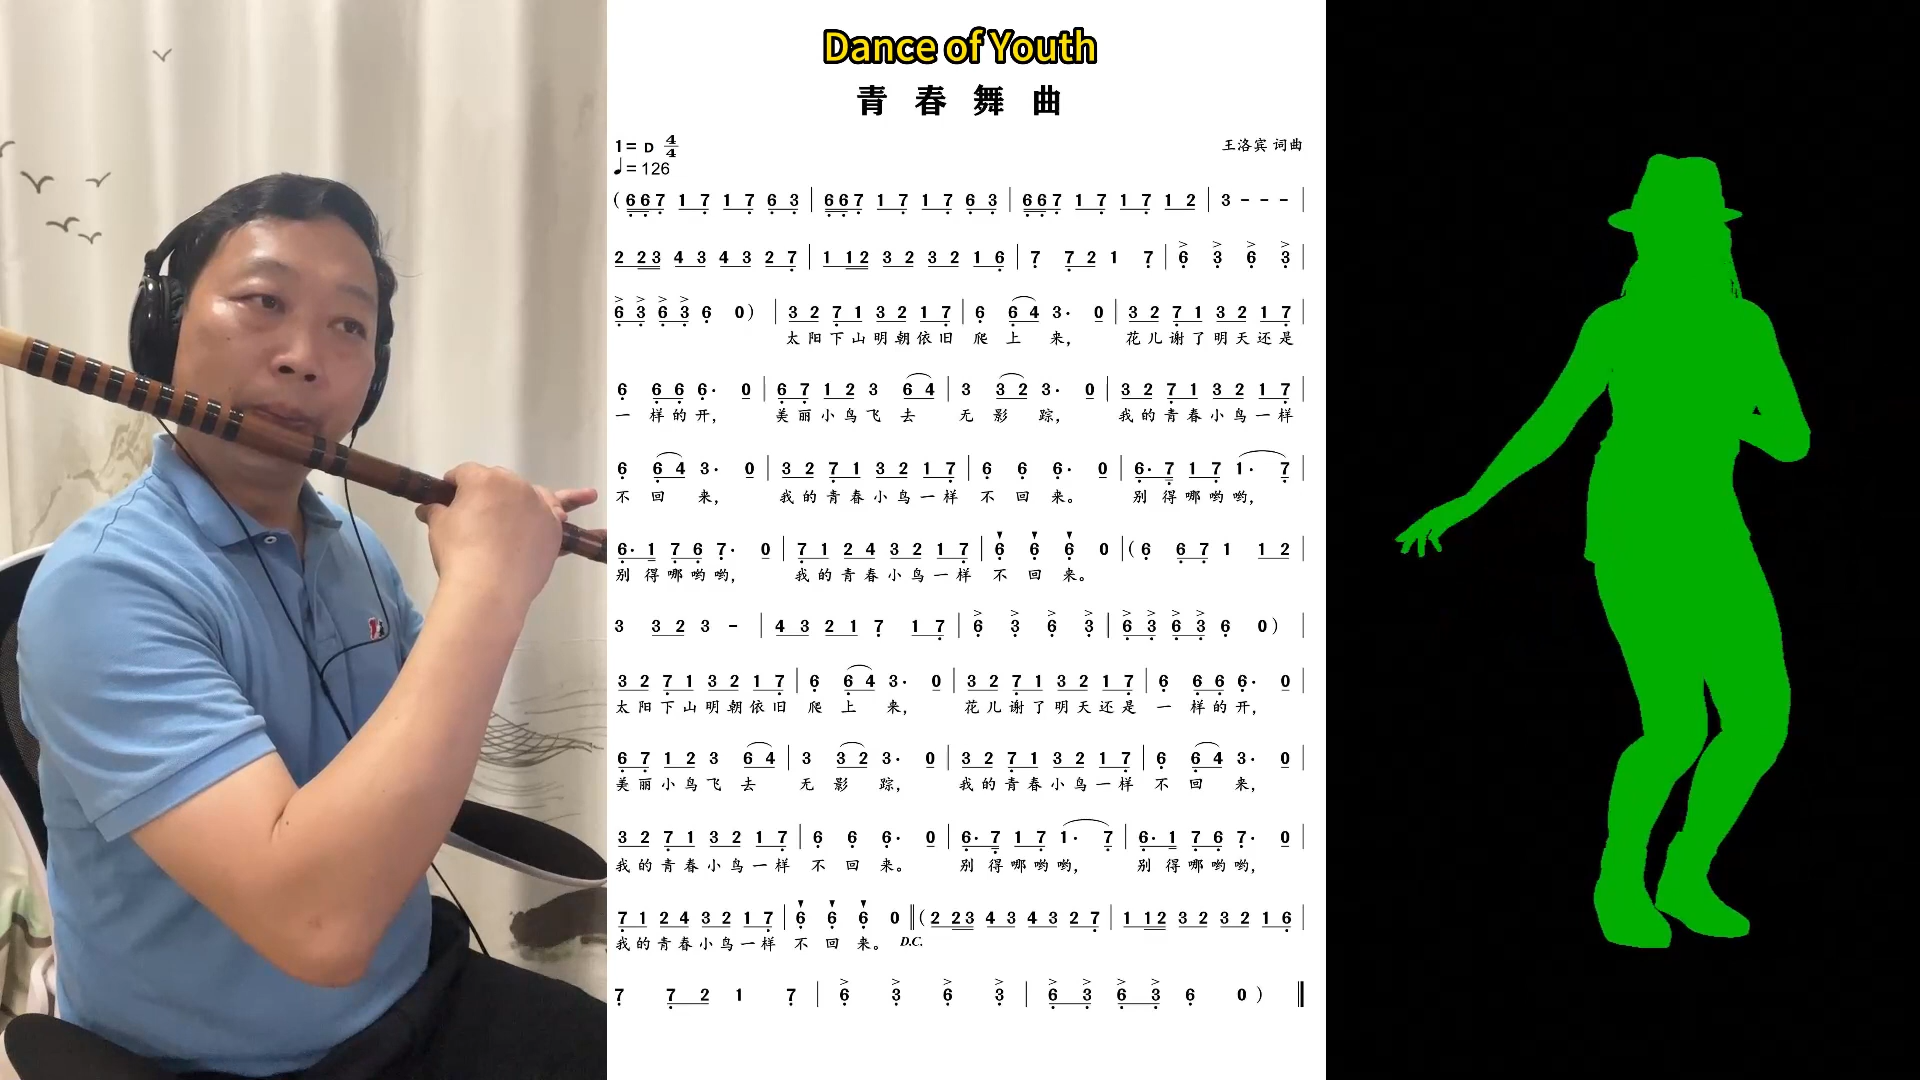 Dance of Youth
青春舞曲
1= D 4/4
王洛宾 词曲
♩= 126
( 6 6 7 1 7 1 7 6 3 | 6 6 7 1 7 1 7 6 3 | 6 6 7 1 7 1 7 1 2 | 3 - - - |
2 2 3 4 3 4 3 2 7 | 1 1 2 3 2 3 2 1 6 | 7 7 2 1 7 | 6 3 6 3 |
6 3 6 3 6 0 ) | 3 2 7 1 3 2 1 7 | 6 6 4 3 · 0 | 3 2 7 1 3 2 1 7 |
太阳下山明朝依旧 爬上来， 花儿谢了明天还是
6 6 6 6 · 0 | 6 7 1 2 3 6 4 | 3 3 2 3 · 0 | 3 2 7 1 3 2 1 7 |
一样的开， 美丽小鸟飞去 无影踪， 我的青春小鸟一样
6 6 4 3 · 0 | 3 2 7 1 3 2 1 7 | 6 6 6 · 0 | 6 · 7 1 7 1 · 7 |
不回来， 我的青春小鸟一样 不回来。 别得哪哟哟，
6 · 1 7 6 7 · 0 | 7 1 2 4 3 2 1 7 | 6 6 6 0 | ( 6 6 7 1 1 2 |
别得哪哟哟， 我的青春小鸟一样 不回来。
3 3 2 3 - | 4 3 2 1 7 1 7 | 6 3 6 3 | 6 3 6 3 6 0 ) |
3 2 7 1 3 2 1 7 | 6 6 4 3 · 0 | 3 2 7 1 3 2 1 7 | 6 6 6 6 · 0 |
太阳下山明朝依旧 爬上来， 花儿谢了明天还是 一样的开，
6 7 1 2 3 6 4 | 3 3 2 3 · 0 | 3 2 7 1 3 2 1 7 | 6 6 4 3 · 0 |
美丽小鸟飞去 无影踪， 我的青春小鸟一样 不回来，
3 2 7 1 3 2 1 7 | 6 6 6 · 0 | 6 · 7 1 7 1 · 7 | 6 · 1 7 6 7 · 0 |
我的青春小鸟一样 不回来。 别得哪哟哟， 别得哪哟哟，
7 1 2 4 3 2 1 7 | 6 6 6 0 ‖ ( 2 2 3 4 3 4 3 2 7 | 1 1 2 3 2 3 2 1 6 |
我的青春小鸟一样 不回来。 D.C.
7 7 2 1 7 | 6 3 6 3 | 6 3 6 3 6 0 ) ‖